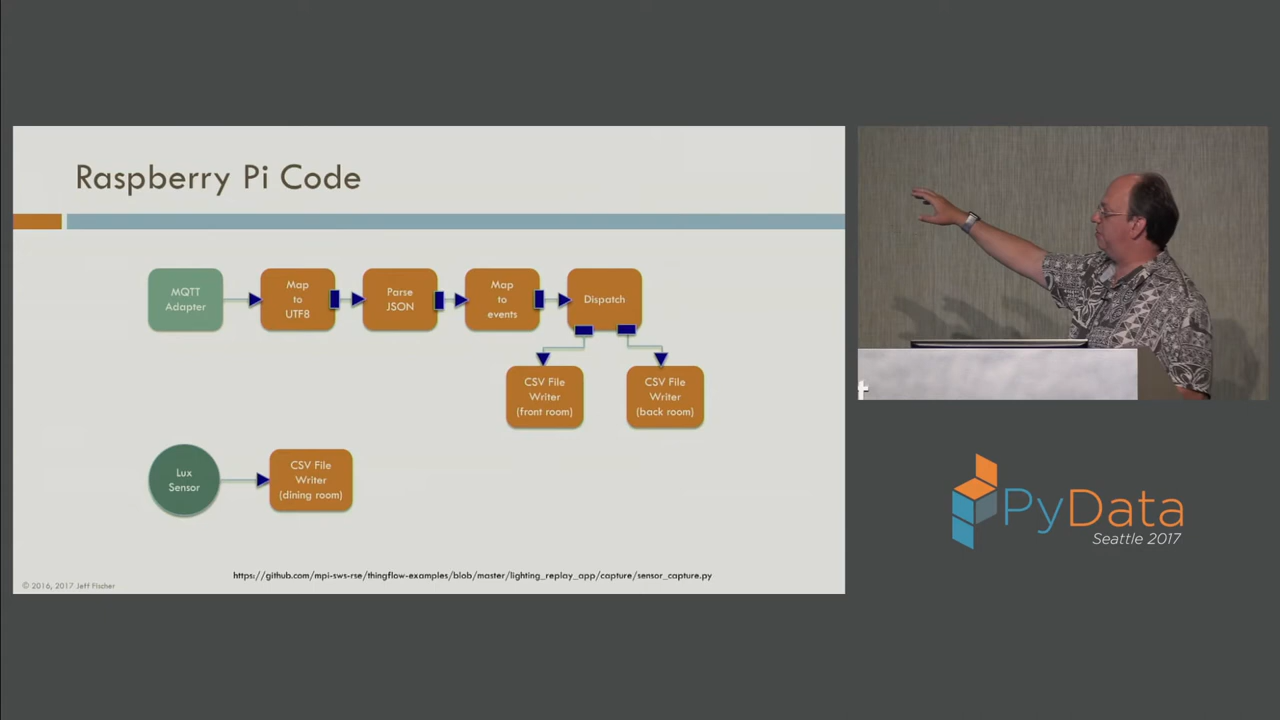 Raspberry Pi Code
MQTT
Adapter
Map
to
UTF8
Parse
JSON
Map
to
events
Dispatch
CSV File
Writer
(front room)
CSV File
Writer
(back room)
Lux
Sensor
CSV File
Writer
(dining room)
https://github.com/mpi-sws-rse/thingflow-examples/blob/master/lighting_replay_app/capture/sensor_capture.py
© 2016, 2017 Jeff Fischer
PyData
Seattle 2017